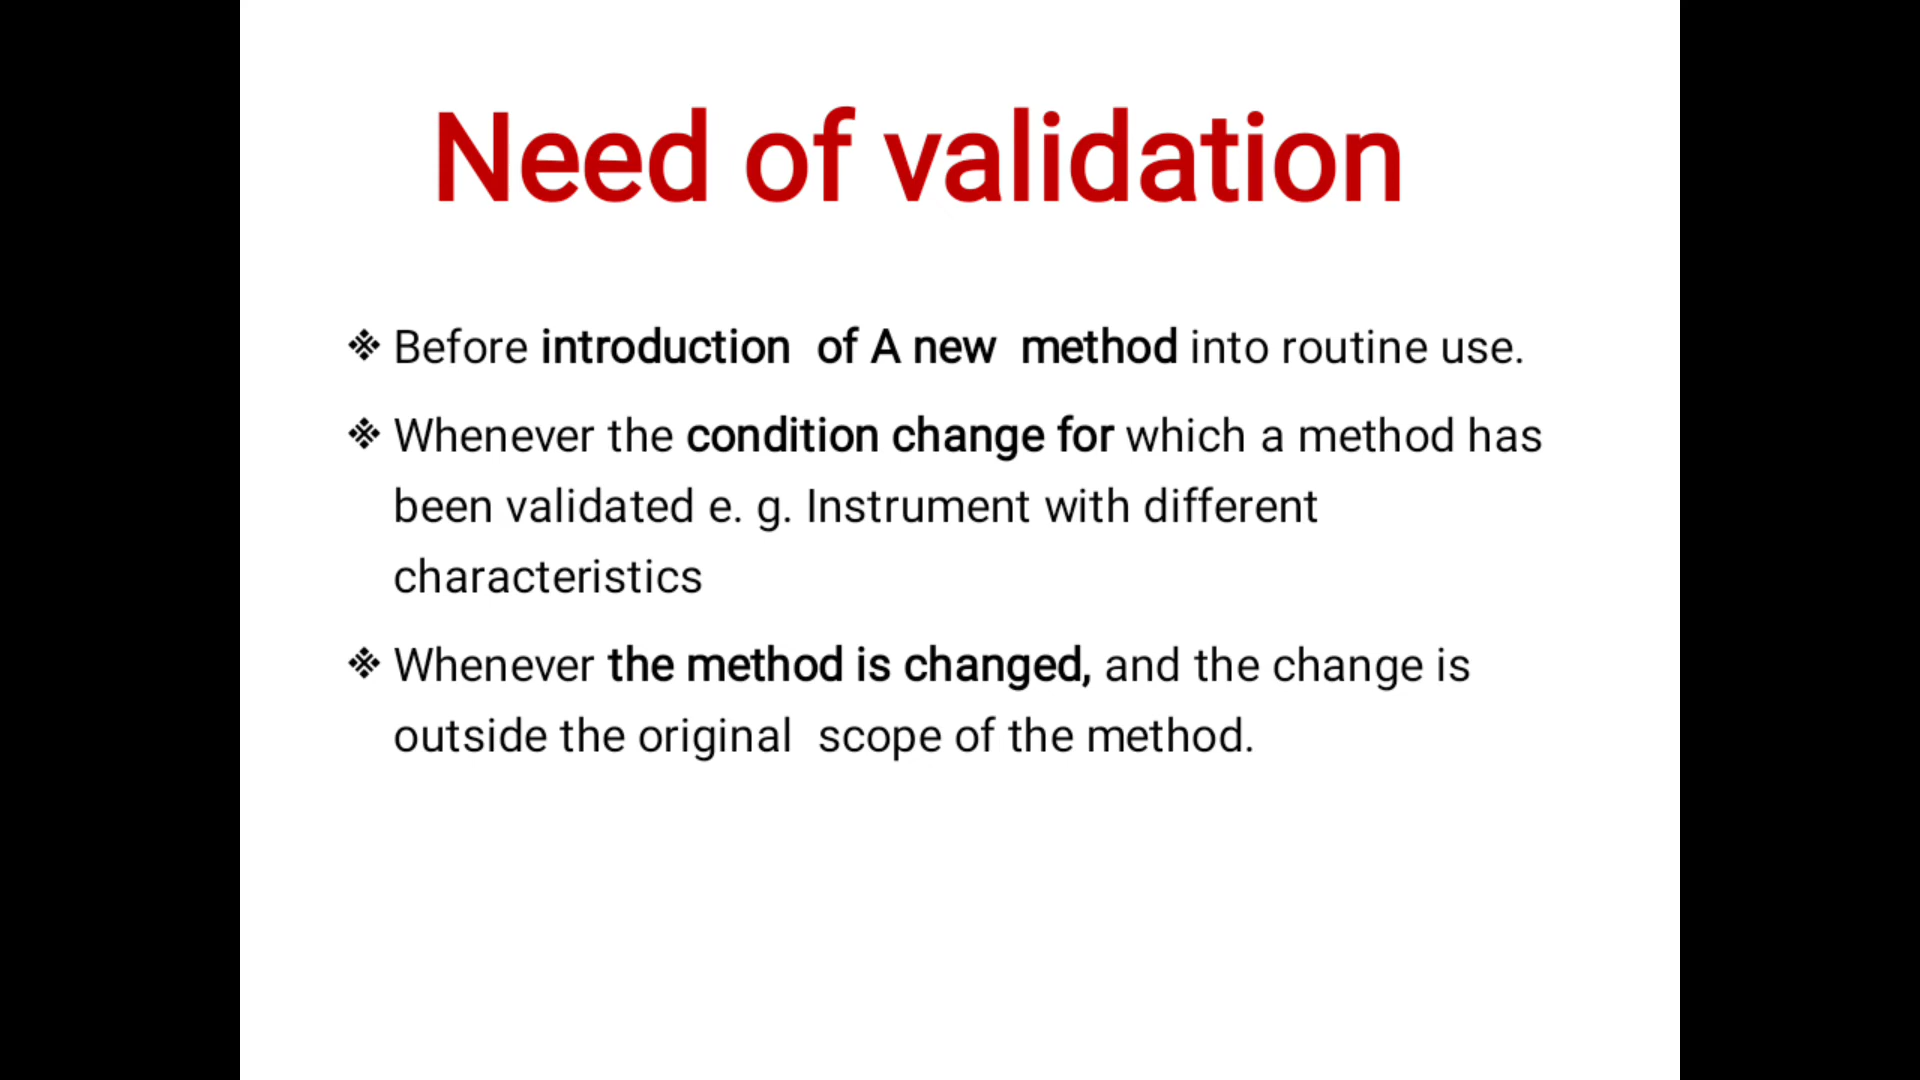 Need of validation
❖ Before introduction  of A new  method into routine use.
❖ Whenever the condition change for which a method has
been validated e. g. Instrument with different
characteristics
❖ Whenever the method is changed, and the change is
outside the original  scope of the method.